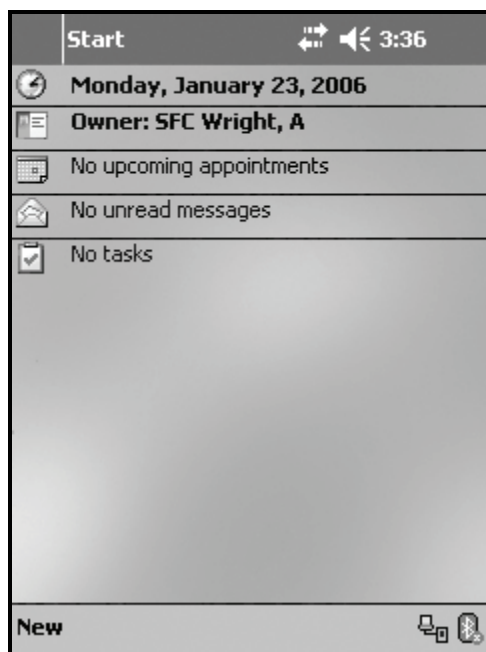 Start 3:36
Monday, January 23, 2006
Owner: SFC Wright, A
No upcoming appointments
No unread messages
No tasks
New